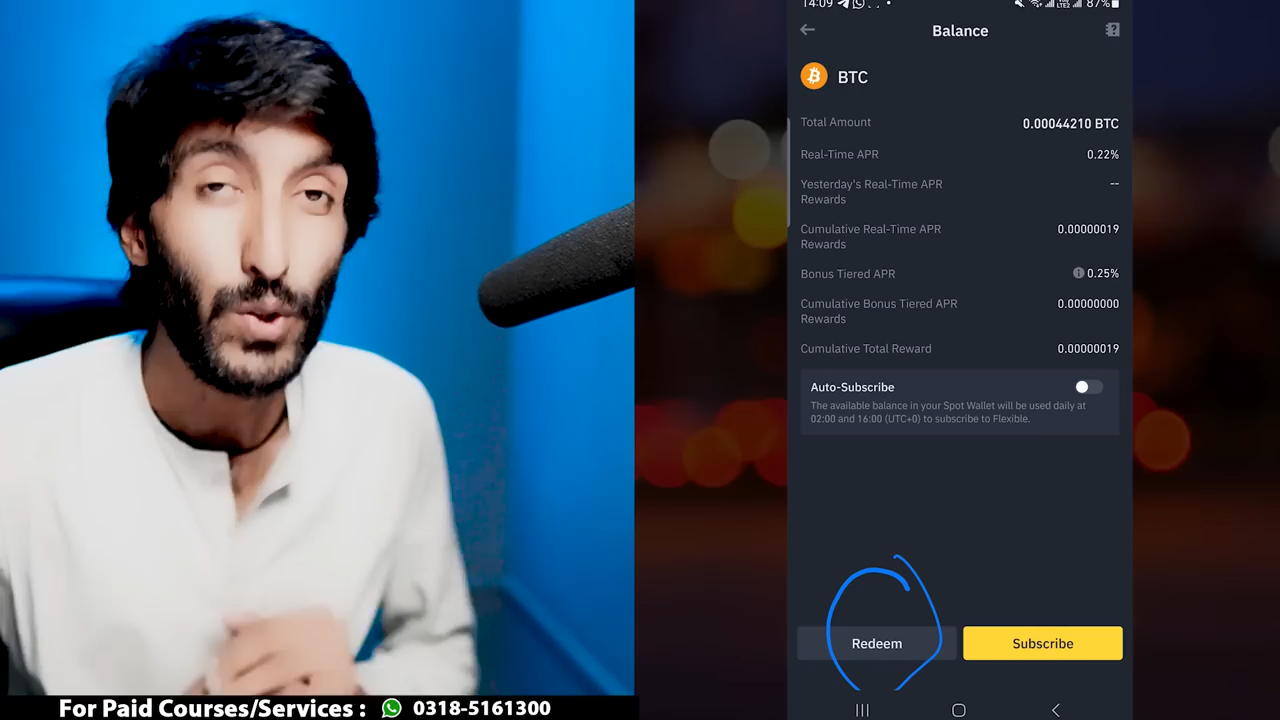 14:09
87%
Balance
BTC
Total Amount 0.00044210 BTC
Real-Time APR 0.22%
Yesterday's Real-Time APR --
Rewards
Cumulative Real-Time APR 0.00000019
Rewards
Bonus Tiered APR 0.25%
Cumulative Bonus Tiered APR 0.00000000
Rewards
Cumulative Total Reward 0.00000019
Auto-Subscribe
The available balance in your Spot Wallet will be used daily at
02:00 and 16:00 (UTC+0) to subscribe to Flexible.
Redeem Subscribe
For Paid Courses/Services : 0318-5161300